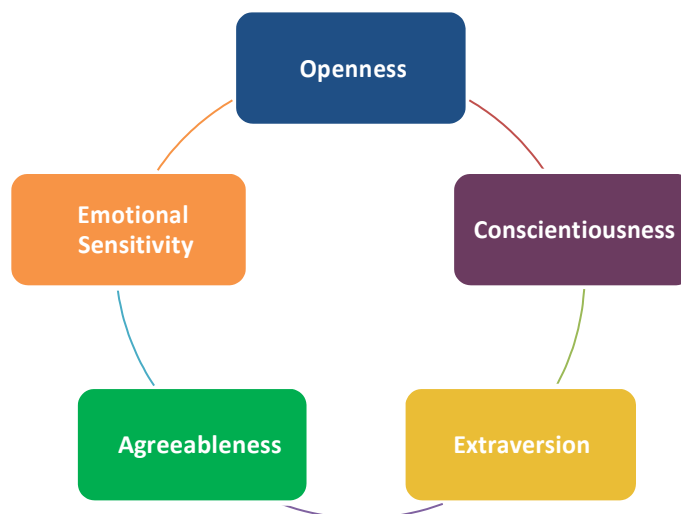 Openness
Emotional
Sensitivity
Conscientiousness
Agreeableness
Extraversion